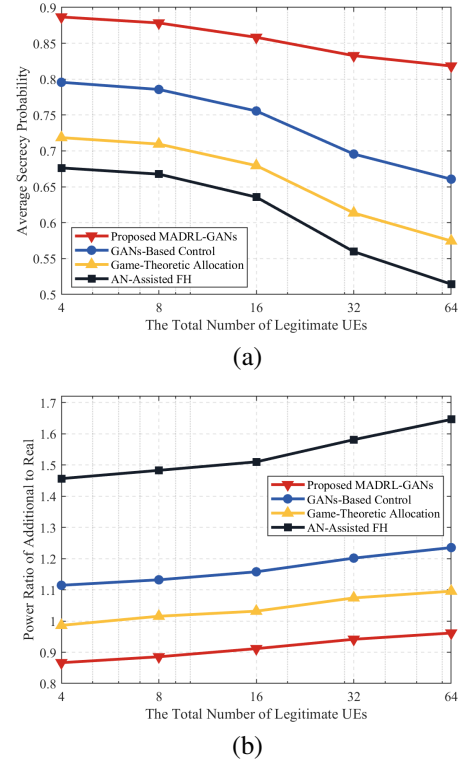 0.9
0.85
0.8
0.75
0.7
0.65
0.6
0.55
0.5
Average Secrecy Probability
Proposed MADRL-GANs
GANs-Based Control
Game-Theoretic Allocation
AN-Assisted FH
4 8 16 32 64
The Total Number of Legitimate UEs
(a)
1.7
1.6
1.5
1.4
1.3
1.2
1.1
1
0.9
0.8
Power Ratio of Additional to Real
Proposed MADRL-GANs
GANs-Based Control
Game-Theoretic Allocation
AN-Assisted FH
4 8 16 32 64
The Total Number of Legitimate UEs
(b)